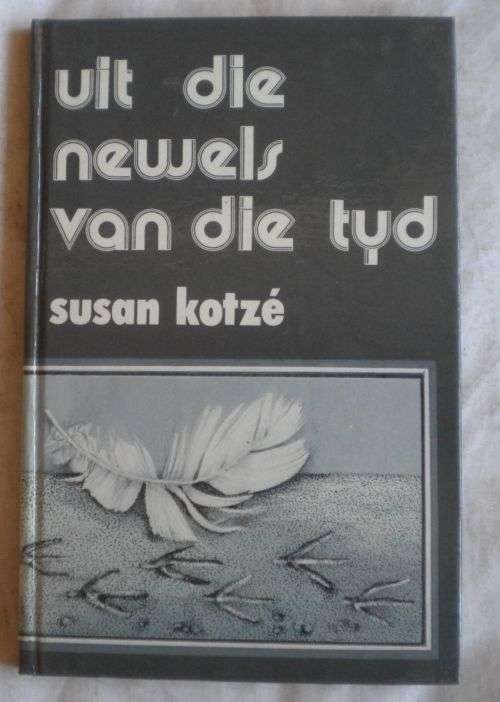 uit die
newels
van die tyd
susan kotzé